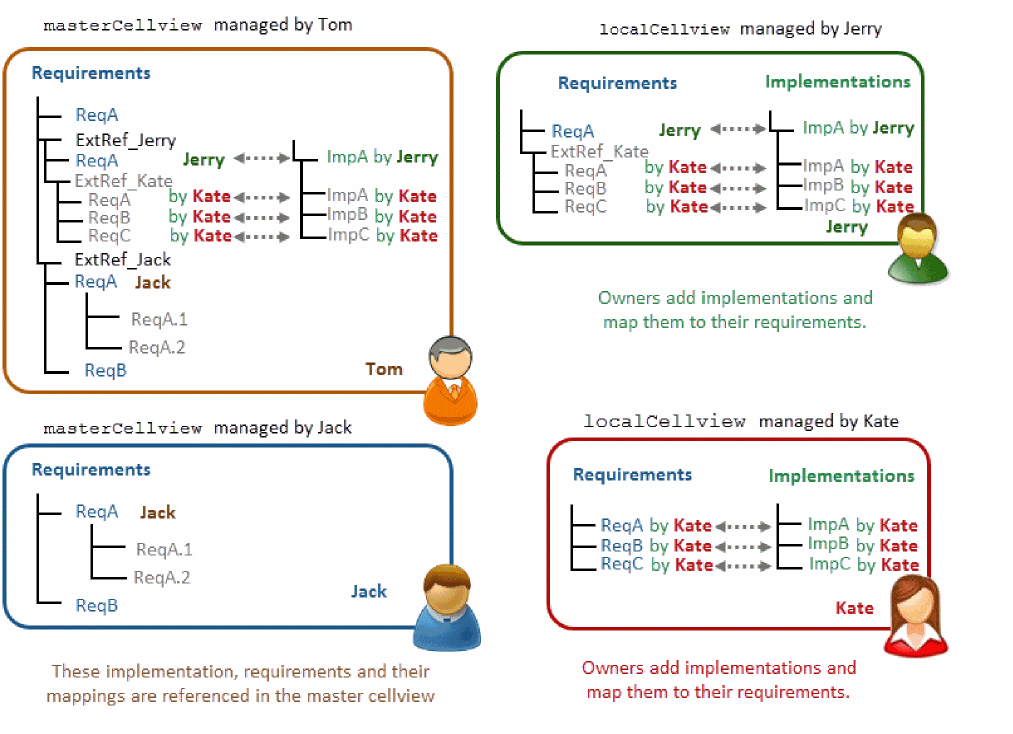 masterCellview managed by Tom
Requirements
ReqA
ExtRef_Jerry
ReqA Jerry ImpA by Jerry
ExtRef_Kate
ReqA by Kate ImpA by Kate
ReqB by Kate ImpB by Kate
ReqC by Kate ImpC by Kate
ExtRef_Jack
ReqA Jack
ReqA.1
ReqA.2
ReqB
Tom
localCellview managed by Jerry
Requirements Implementations
ReqA Jerry ImpA by Jerry
ExtRef_Kate
ReqA by Kate ImpA by Kate
ReqB by Kate ImpB by Kate
ReqC by Kate ImpC by Kate
Jerry
Owners add implementations and
map them to their requirements.
masterCellview managed by Jack
Requirements
ReqA Jack
ReqA.1
ReqA.2
ReqB
Jack
These implementation, requirements and their
mappings are referenced in the master cellview
localCellview managed by Kate
Requirements Implementations
ReqA by Kate ImpA by Kate
ReqB by Kate ImpB by Kate
ReqC by Kate ImpC by Kate
Kate
Owners add implementations and
map them to their requirements.